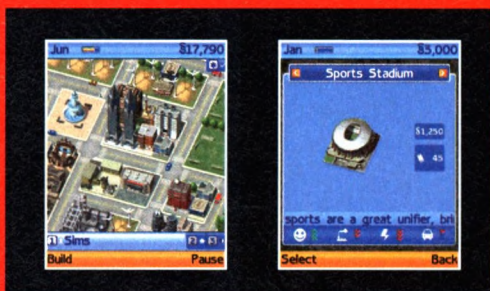 Jun §17,790
1 Sims
Build Pause
Jan §5,000
Sports Stadium
§1,250
45
sports are a great unifier, bri
Select Back